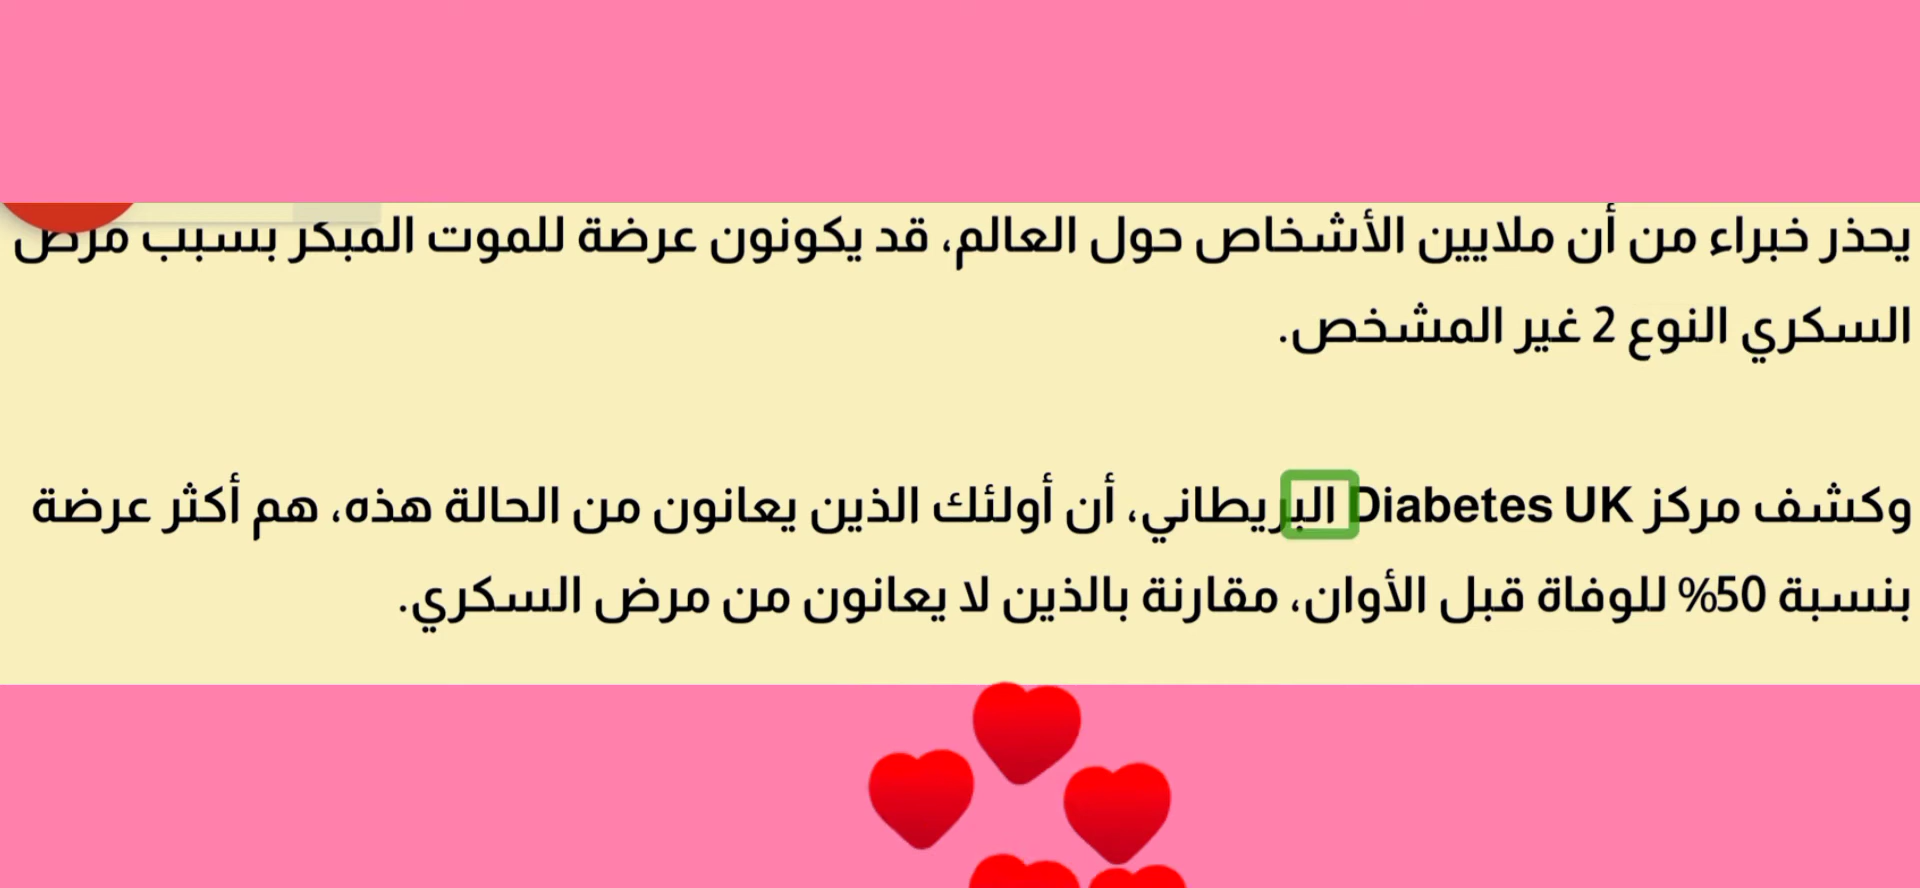 يحذر خبراء من أن ملايين الأشخاص حول العالم، قد يكونون عرضة للموت المبكر بسبب مرض
السكري النوع 2 غير المشخص.
وكشف مركز Diabetes UK البريطاني، أن أولئك الذين يعانون من الحالة هذه، هم أكثر عرضة
بنسبة 50% للوفاة قبل الأوان، مقارنة بالذين لا يعانون من مرض السكري.